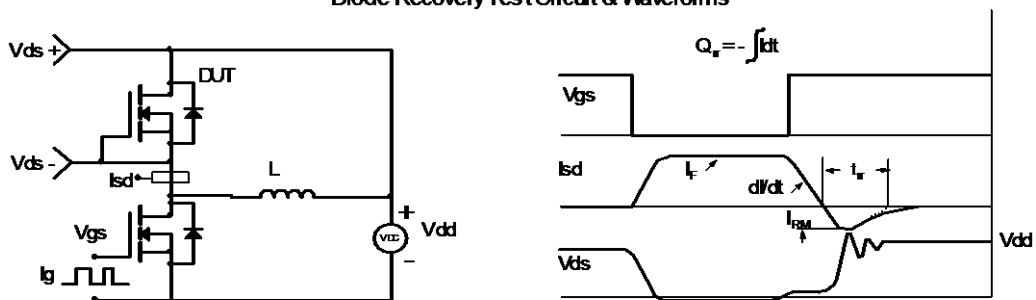 Diode Recovery Test Circuit & Waveforms
Vds +
DUT
Vds -
Isd
L
Vgs
Ig
VDC
+
Vdd
-
Qrr = - ∫Idt
Vgs
Isd
IF
dI/dt
trr
IRM
Vdd
Vds